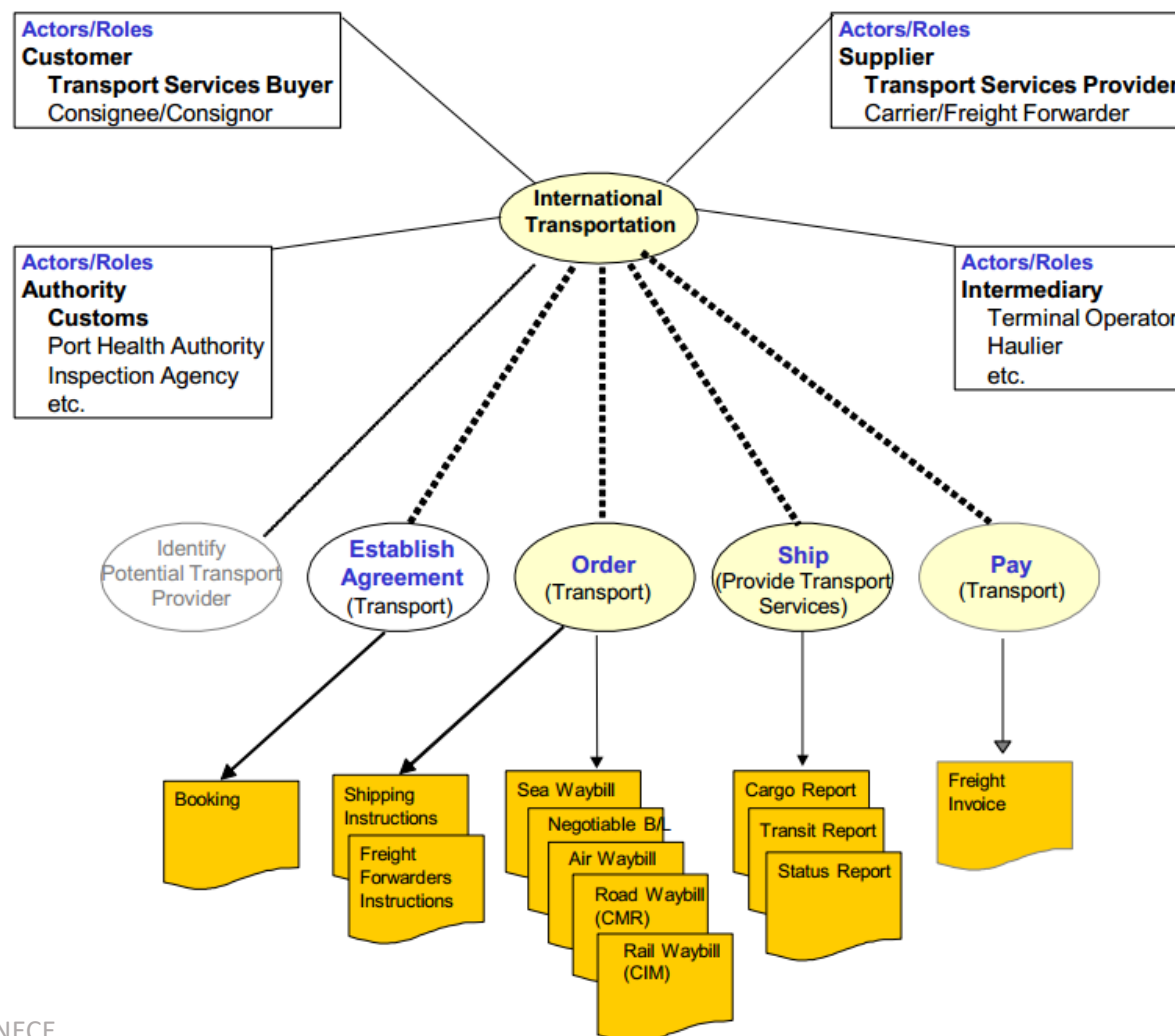 Actors/Roles
Customer
Transport Services Buyer
Consignee/Consignor
Actors/Roles
Supplier
Transport Services Provider
Carrier/Freight Forwarder
International
Transportation
Actors/Roles
Authority
Customs
Port Health Authority
Inspection Agency
etc.
Actors/Roles
Intermediary
Terminal Operator
Haulier
etc.
Identify
Potential Transport
Provider
Establish
Agreement
(Transport)
Order
(Transport)
Ship
(Provide Transport
Services)
Pay
(Transport)
Booking
Shipping
Instructions
Freight
Forwarders
Instructions
Sea Waybill
Negotiable B/L
Air Waybill
Road Waybill
(CMR)
Rail Waybill
(CIM)
Cargo Report
Transit Report
Status Report
Freight
Invoice